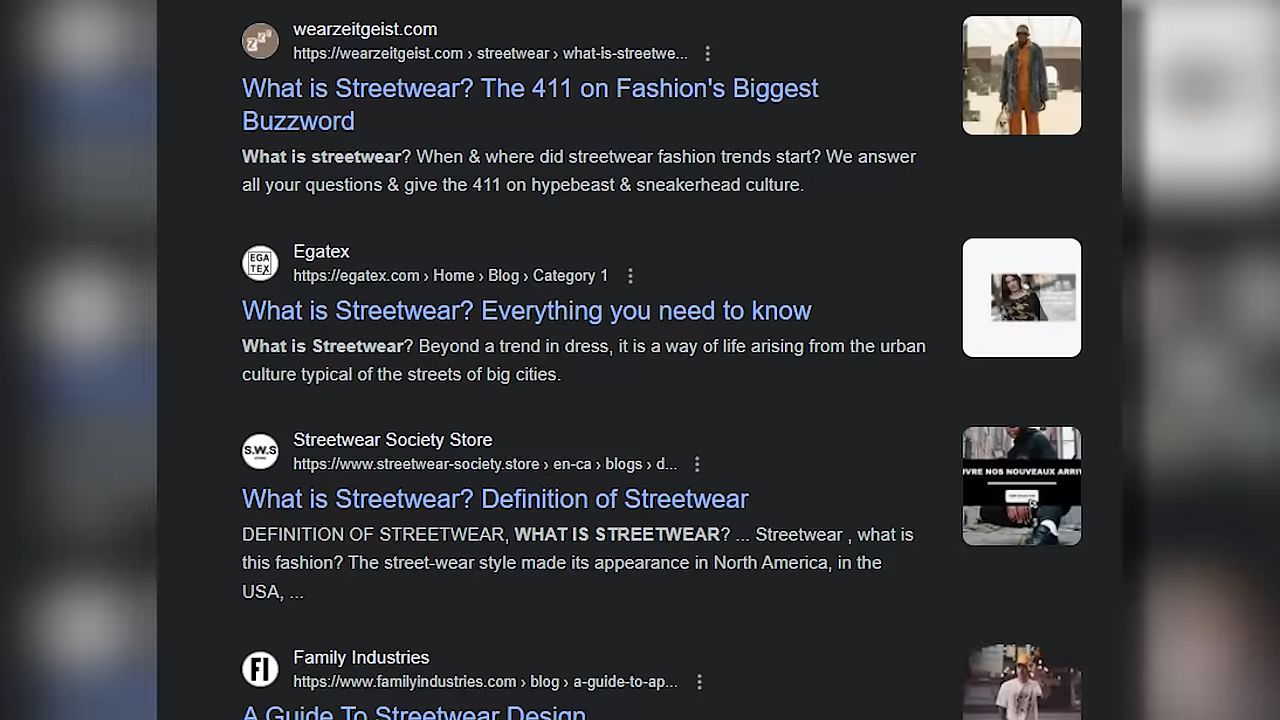 wearzeitgeist.com
https://wearzeitgeist.com › streetwear › what-is-streetwe...
What is Streetwear? The 411 on Fashion's Biggest
Buzzword
What is streetwear? When & where did streetwear fashion trends start? We answer
all your questions & give the 411 on hypebeast & sneakerhead culture.
EGA
TEX
Egatex
https://egatex.com › Home › Blog › Category 1
What is Streetwear? Everything you need to know
What is Streetwear? Beyond a trend in dress, it is a way of life arising from the urban
culture typical of the streets of big cities.
S.W.S
Streetwear Society Store
https://www.streetwear-society.store › en-ca › blogs › d...
What is Streetwear? Definition of Streetwear
DEFINITION OF STREETWEAR, WHAT IS STREETWEAR? ... Streetwear , what is
this fashion? The street-wear style made its appearance in North America, in the
USA, ...
UVRE NOS NOUVEAUX ARRIV
FI
Family Industries
https://www.familyindustries.com › blog › a-guide-to-ap...
A Guide To Streetwear Design